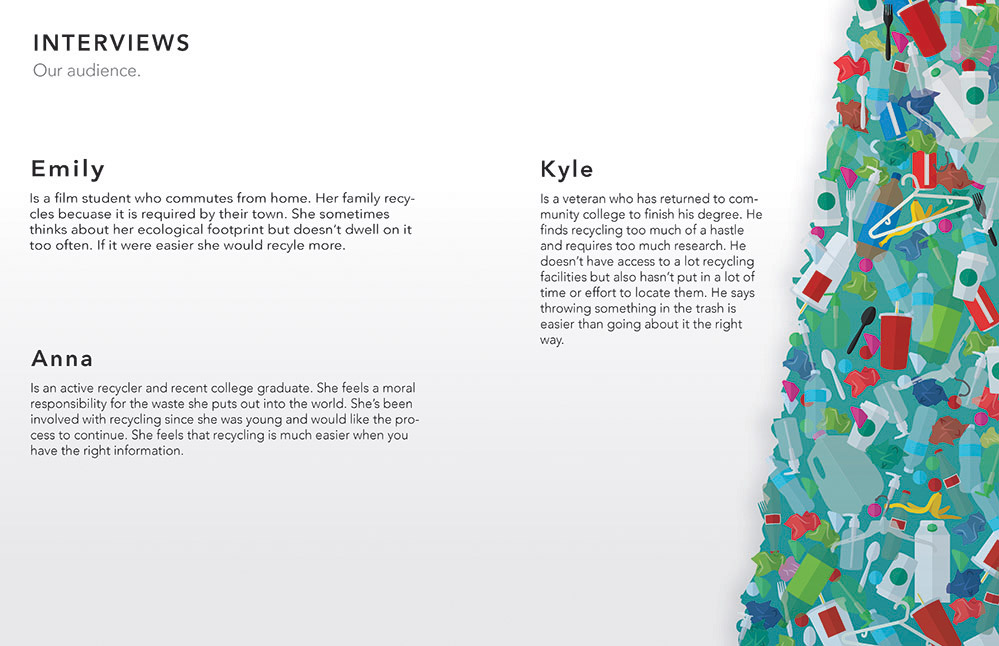 INTERVIEWS
Our audience.
Emily
Is a film student who commutes from home. Her family recy-
cles becuase it is required by their town. She sometimes
thinks about her ecological footprint but doesn't dwell on it
too often. If it were easier she would recyle more.
Anna
Is an active recycler and recent college graduate. She feels a moral
responsibility for the waste she puts out into the world. She's been
involved with recycling since she was young and would like the pro-
cess to continue. She feels that recycling is much easier when you
have the right information.
Kyle
Is a veteran who has returned to com-
munity college to finish his degree. He
finds recycling too much of a hastle
and requires too much research. He
doesn't have access to a lot recycling
facilities but also hasn't put in a lot of
time or effort to locate them. He says
throwing something in the trash is
easier than going about it the right
way.